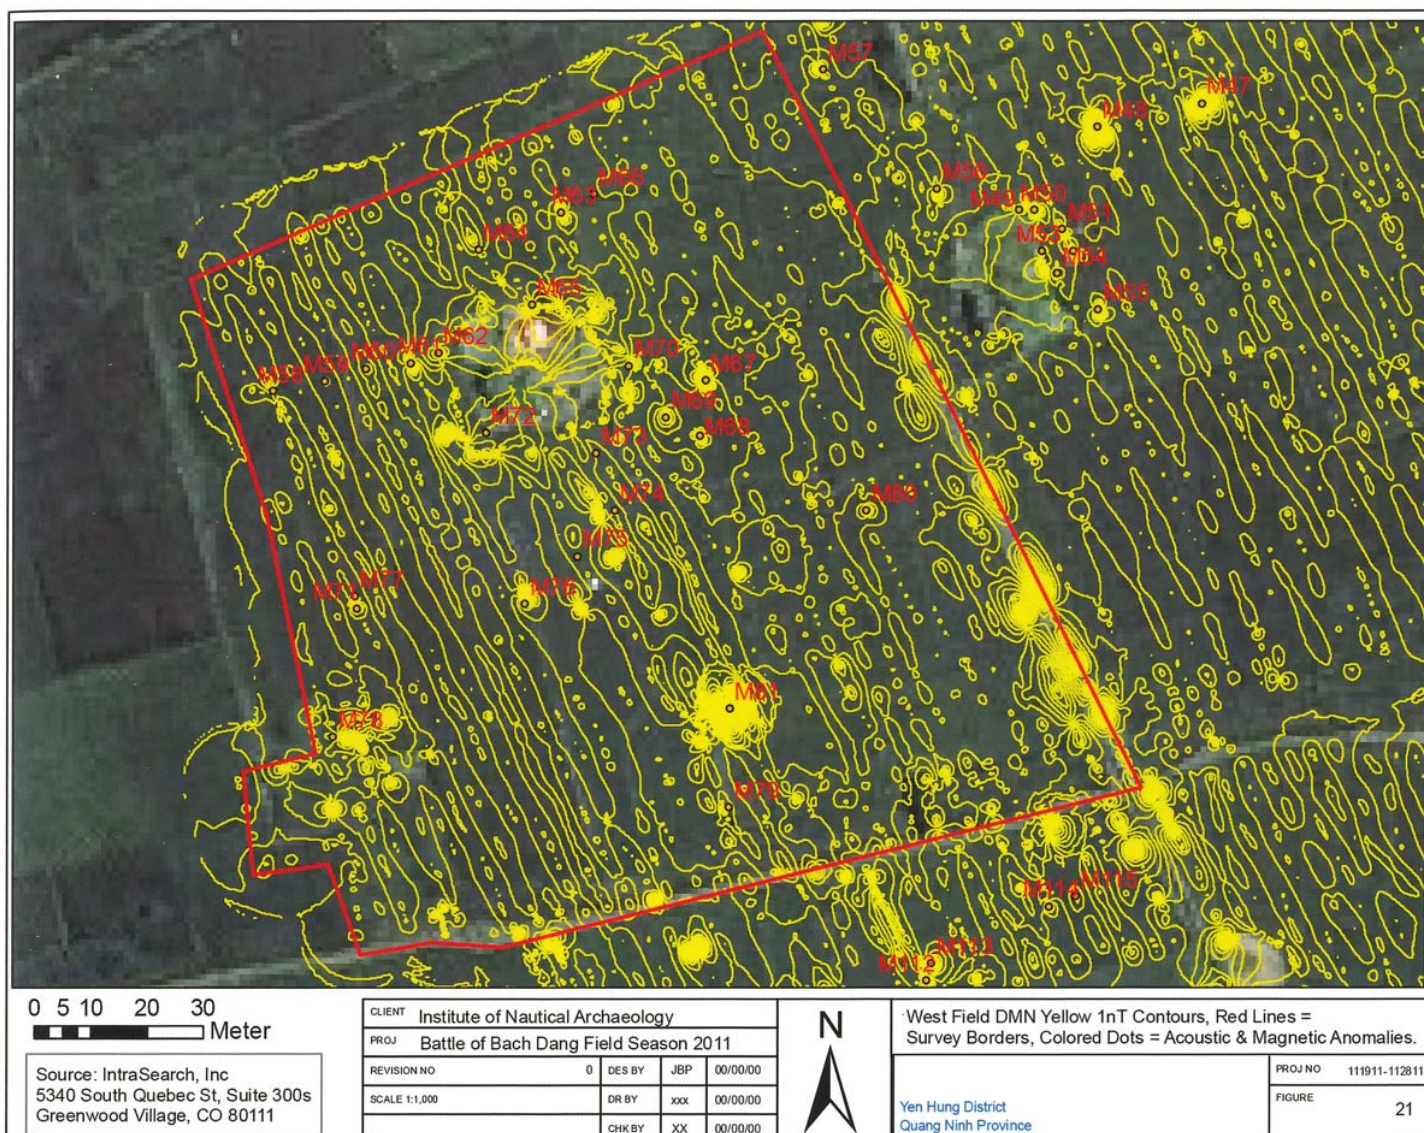 M57
M47
M48
M56
M66
M63
M49 M50
M51
M64
M53
M54
M65
M55
M62
M61
M60
M59
M58
M70
M67
M69
M68
M72
M73
M74
M80
M75
M76
M77
M71
M81
M78
M79
M115
M114
M113
M112
0 5 10 20 30
Meter
Source: IntraSearch, Inc
5340 South Quebec St, Suite 300s
Greenwood Village, CO 80111
CLIENT Institute of Nautical Archaeology
PROJ Battle of Bach Dang Field Season 2011
REVISION NO 0 DES BY JBP 00/00/00
SCALE 1:1,000 DR BY xxx 00/00/00
CHK BY XX 00/00/00
N
West Field DMN Yellow 1nT Contours, Red Lines =
Survey Borders, Colored Dots = Acoustic & Magnetic Anomalies.
Yen Hung District
Quang Ninh Province
PROJ NO 111911-112811
FIGURE
21